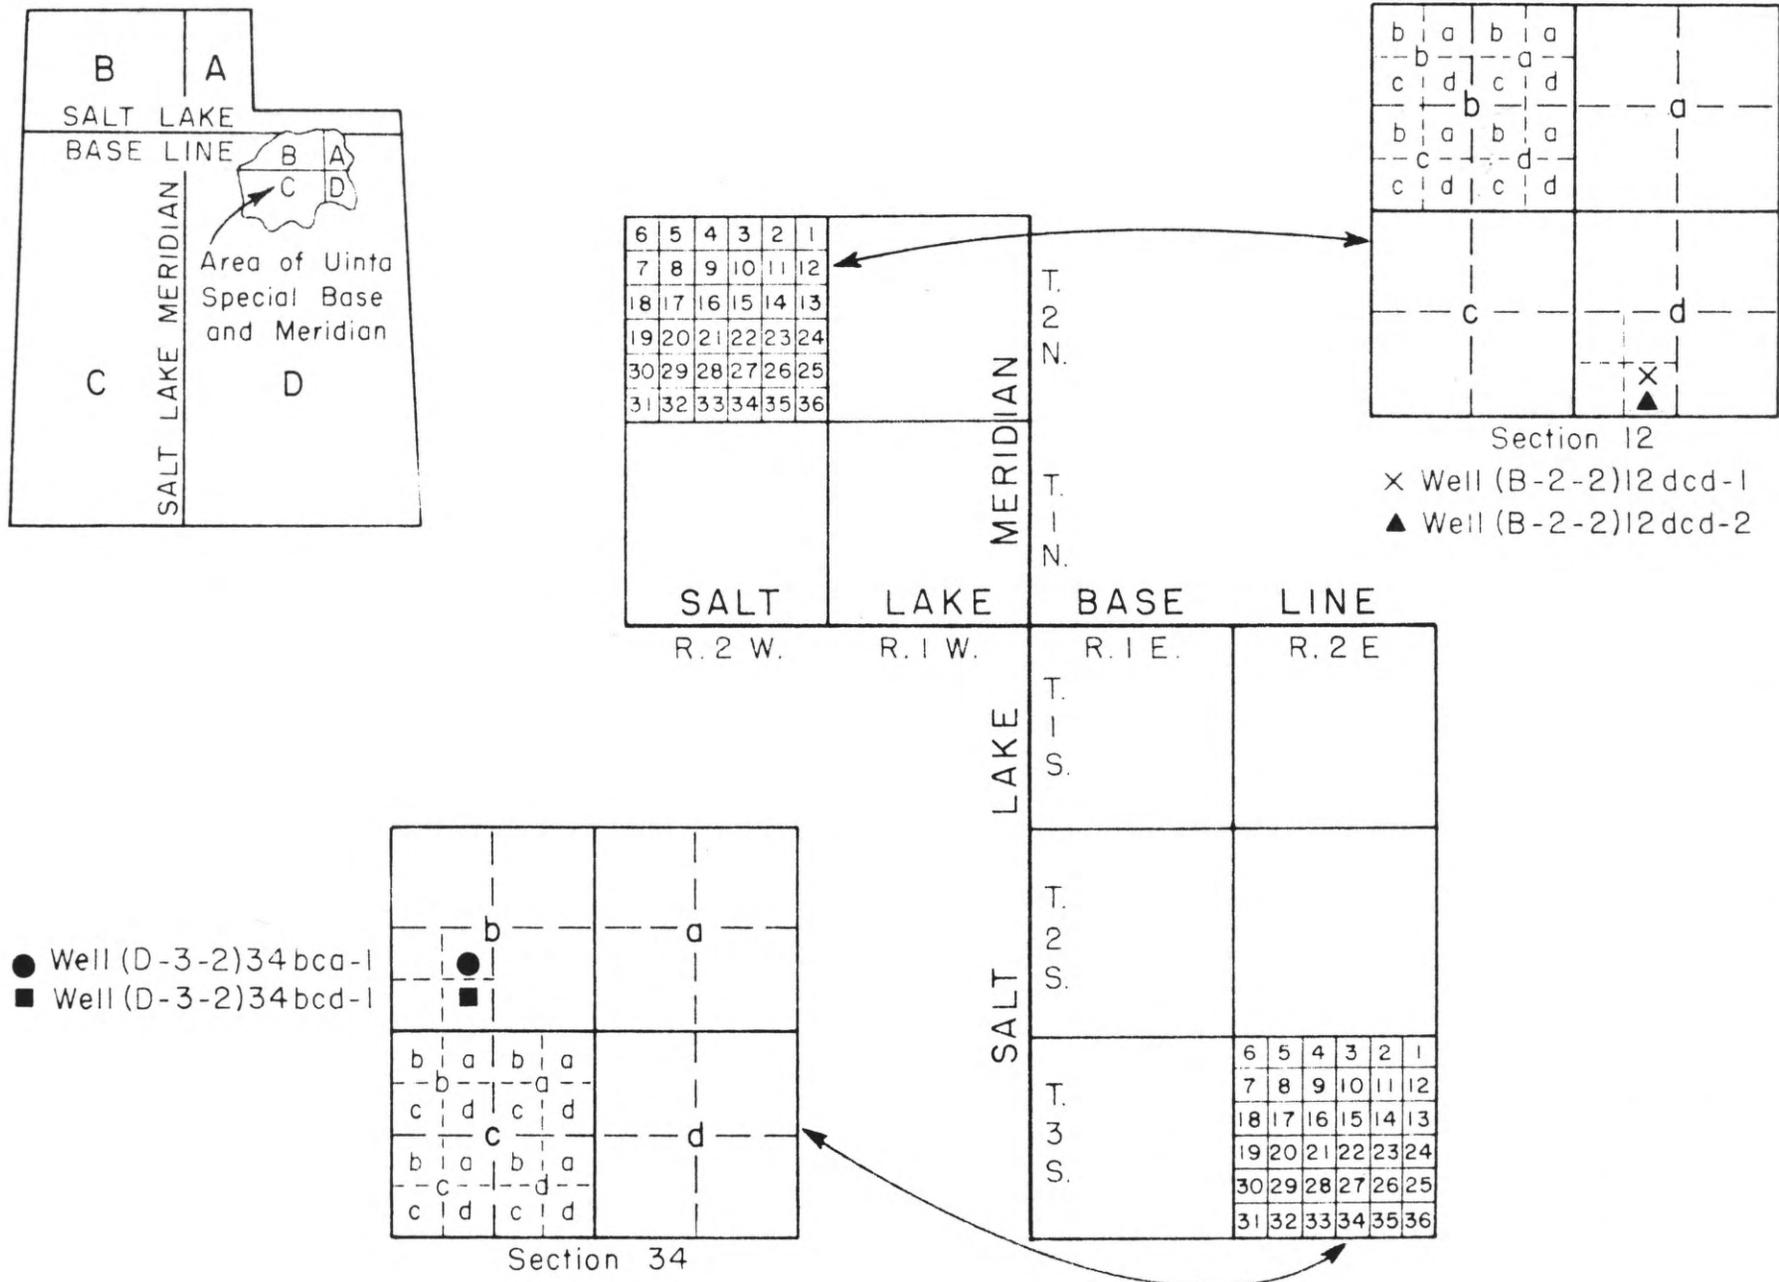 B A
SALT LAKE
BASE LINE
B A
C D
SALT LAKE MERIDIAN
Area of Uinta
Special Base
and Meridian
C D
b a b a
b a
c d c d
b a
b a b a
c d
c d c d
c d
Section 12
× Well (B-2-2)12dcd-1
▲ Well (B-2-2)12dcd-2
6 5 4 3 2 1
7 8 9 10 11 12
18 17 16 15 14 13
19 20 21 22 23 24
30 29 28 27 26 25
31 32 33 34 35 36
T. 2 N.
MERIDIAN
T. 1 N.
SALT LAKE BASE LINE
R. 2 W. R. 1 W. R. 1 E. R. 2 E
SALT LAKE
T. 1 S.
T. 2 S.
T. 3 S.
6 5 4 3 2 1
7 8 9 10 11 12
18 17 16 15 14 13
19 20 21 22 23 24
30 29 28 27 26 25
31 32 33 34 35 36
b a
● Well (D-3-2)34bca-1
■ Well (D-3-2)34bcd-1
b a b a
b a
c d c d
c d
b a b a
c d
c d c d
Section 34